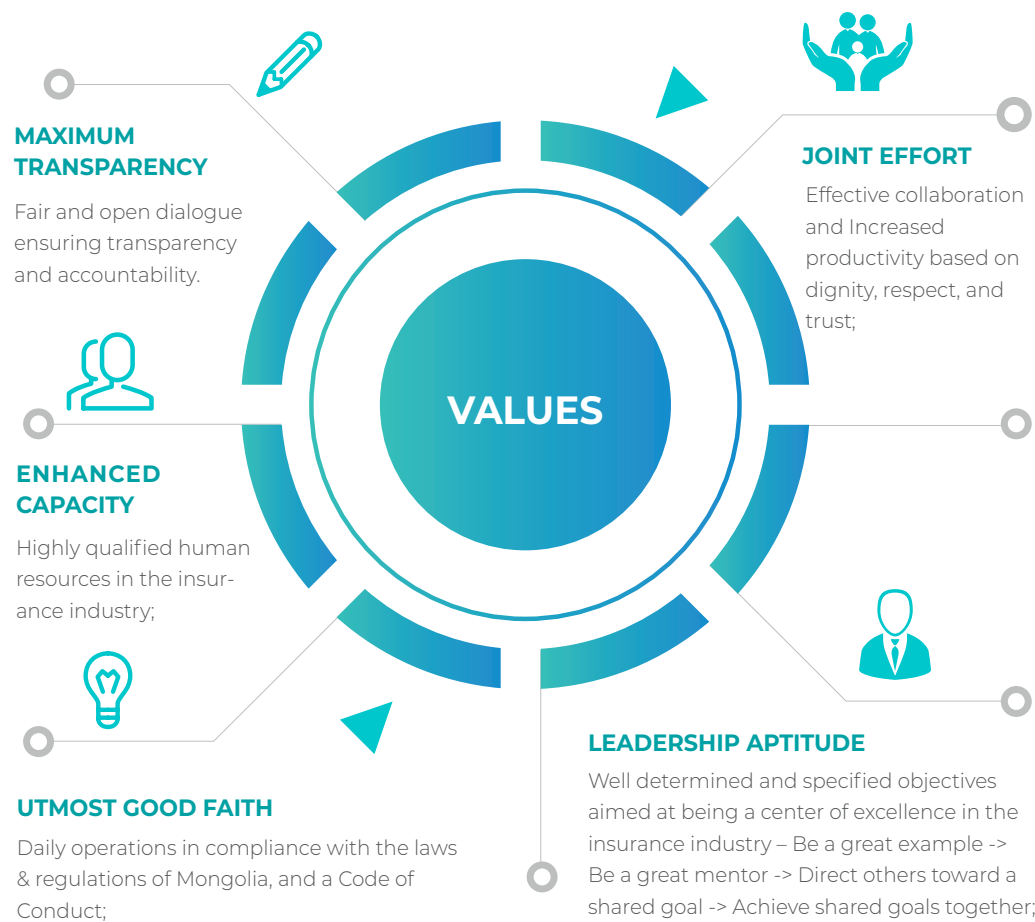 MAXIMUM
TRANSPARENCY
Fair and open dialogue
ensuring transparency
and accountability.
JOINT EFFORT
Effective collaboration
and Increased
productivity based on
dignity, respect, and
trust;
VALUES
ENHANCED
CAPACITY
Highly qualified human
resources in the insur-
ance industry;
UTMOST GOOD FAITH
Daily operations in compliance with the laws
& regulations of Mongolia, and a Code of
Conduct;
LEADERSHIP APTITUDE
Well determined and specified objectives
aimed at being a center of excellence in the
insurance industry – Be a great example ->
Be a great mentor -> Direct others toward a
shared goal -> Achieve shared goals together;